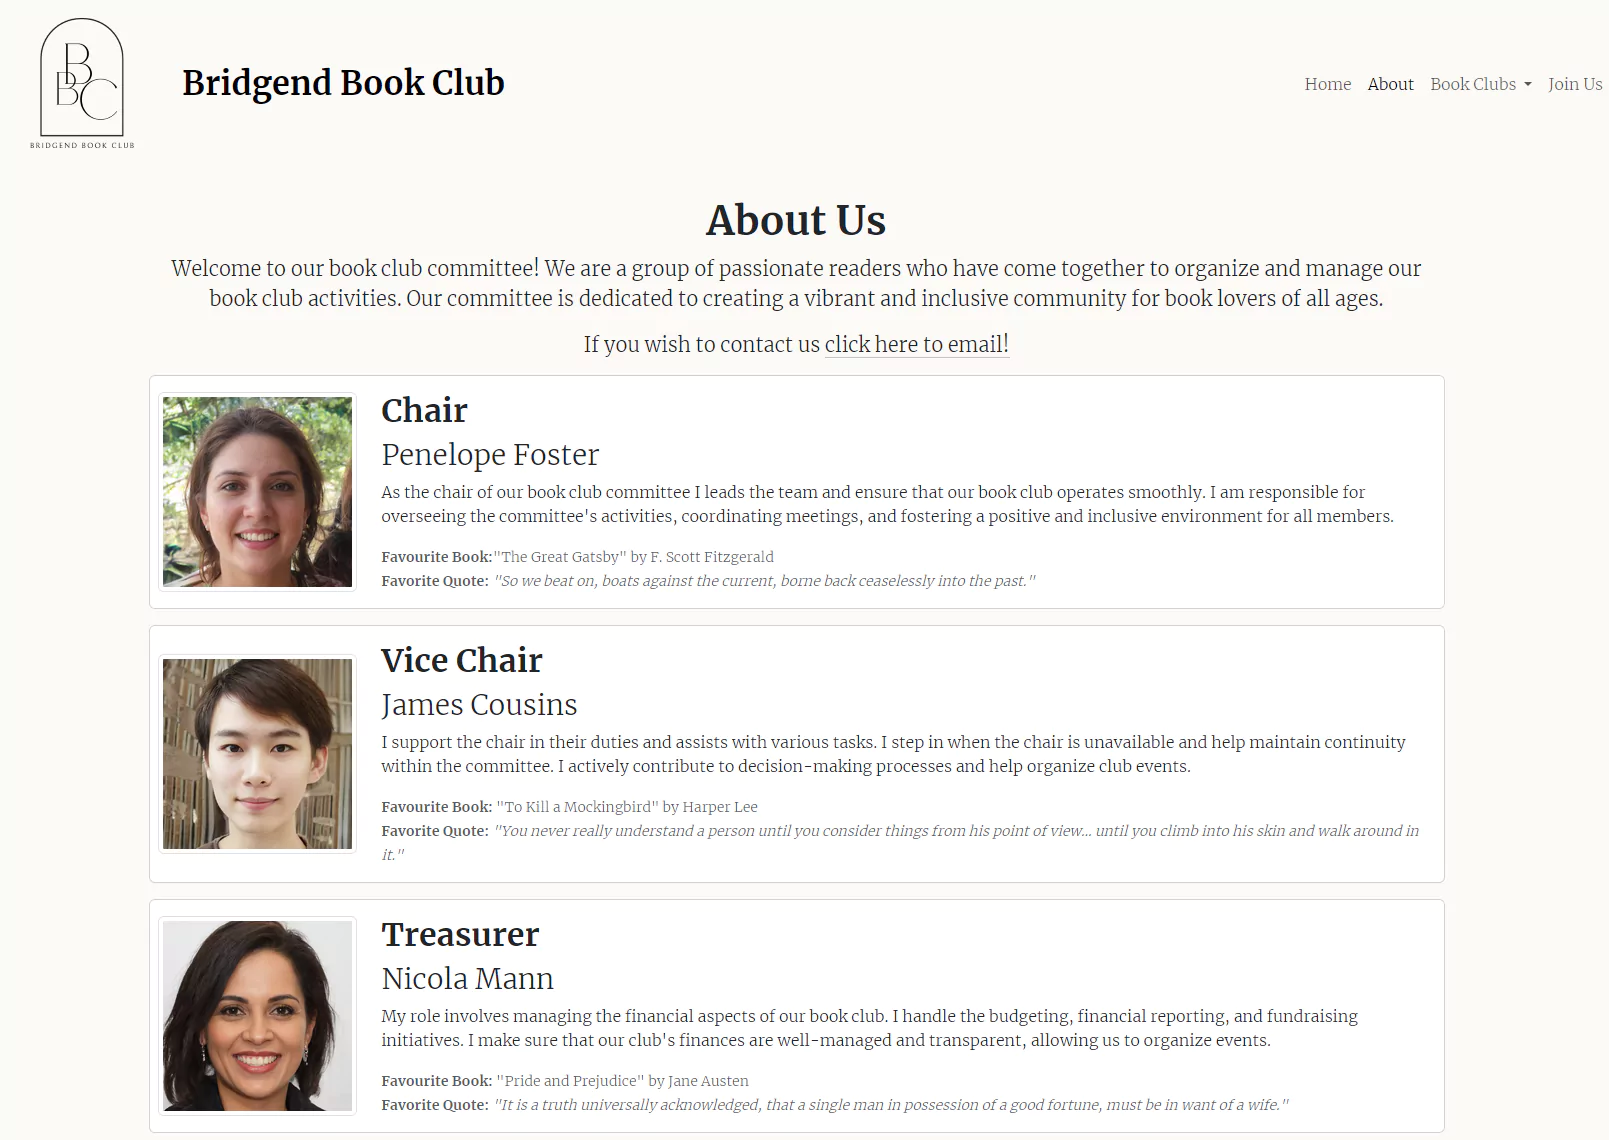 B
B
C
BRIDGEND BOOK CLUB
Bridgend Book Club
Home About Book Clubs Join Us
About Us
Welcome to our book club committee! We are a group of passionate readers who have come together to organize and manage our
book club activities. Our committee is dedicated to creating a vibrant and inclusive community for book lovers of all ages.
If you wish to contact us click here to email!
Chair
Penelope Foster
As the chair of our book club committee I leads the team and ensure that our book club operates smoothly. I am responsible for
overseeing the committee's activities, coordinating meetings, and fostering a positive and inclusive environment for all members.
Favourite Book:"The Great Gatsby" by F. Scott Fitzgerald
Favorite Quote: "So we beat on, boats against the current, borne back ceaselessly into the past."
Vice Chair
James Cousins
I support the chair in their duties and assists with various tasks. I step in when the chair is unavailable and help maintain continuity
within the committee. I actively contribute to decision-making processes and help organize club events.
Favourite Book: "To Kill a Mockingbird" by Harper Lee
Favorite Quote: "You never really understand a person until you consider things from his point of view... until you climb into his skin and walk around in
it."
Treasurer
Nicola Mann
My role involves managing the financial aspects of our book club. I handle the budgeting, financial reporting, and fundraising
initiatives. I make sure that our club's finances are well-managed and transparent, allowing us to organize events.
Favourite Book: "Pride and Prejudice" by Jane Austen
Favorite Quote: "It is a truth universally acknowledged, that a single man in possession of a good fortune, must be in want of a wife."